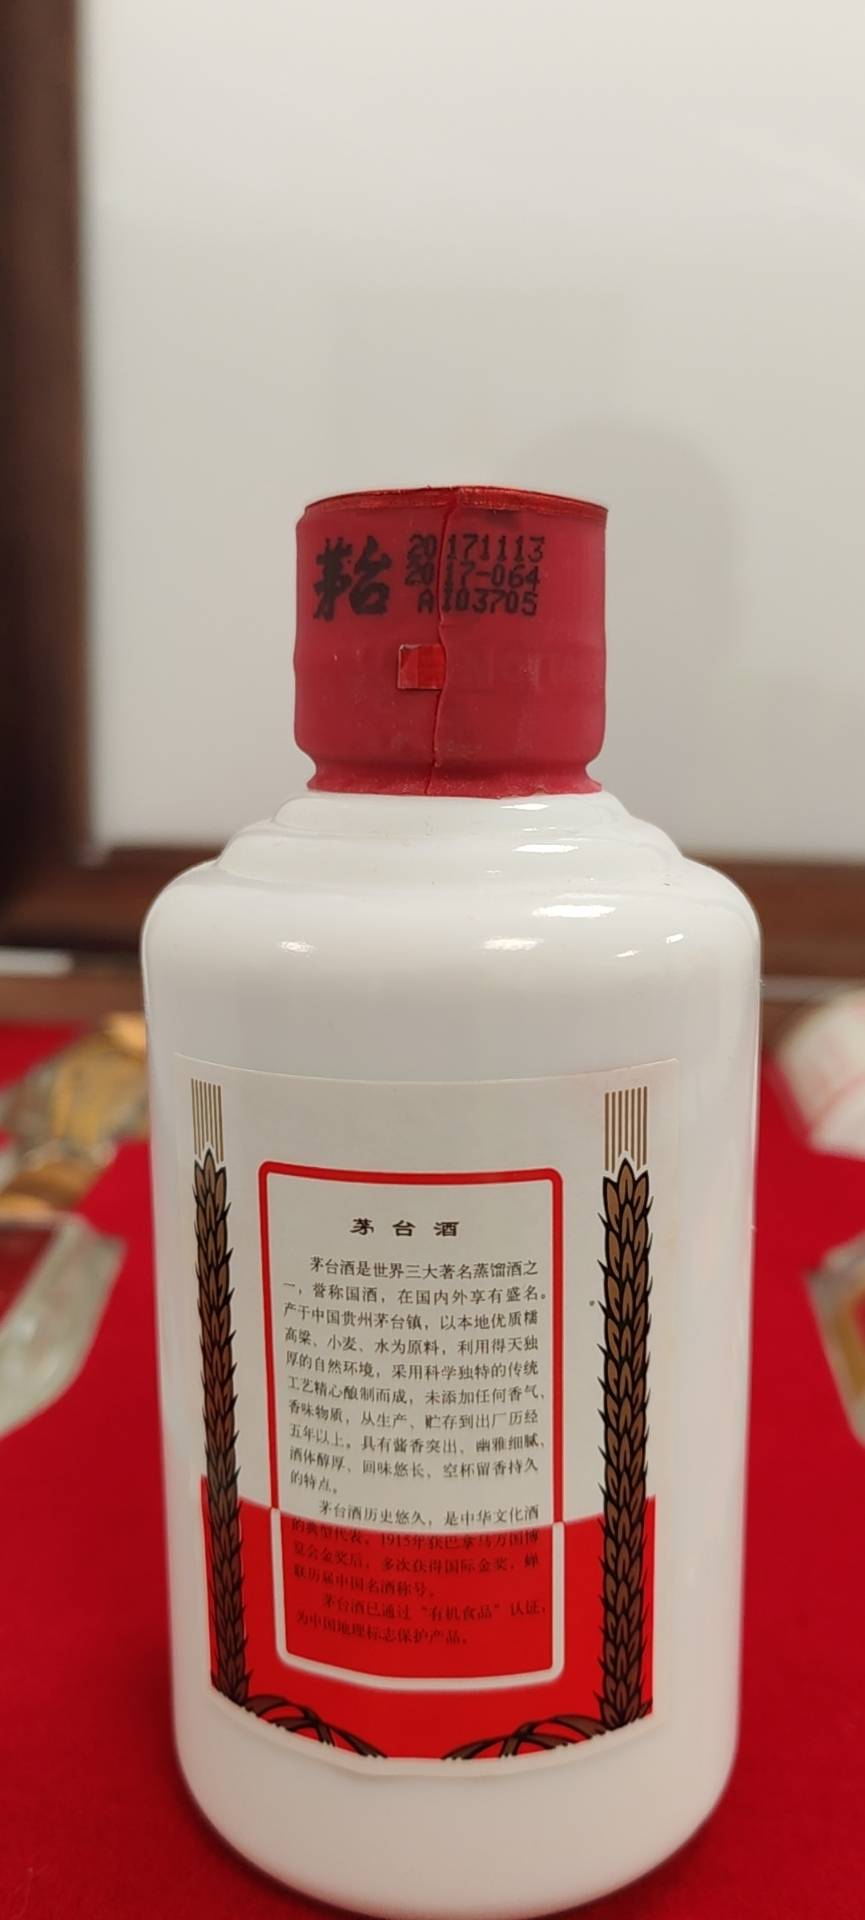 茅台
20171113
2017-064
A103705
茅台酒
茅台酒是世界三大著名蒸馏酒之
一，誉称国酒，在国内外享有盛名。
产于中国贵州茅台镇，以本地优质糯
高粱、小麦、水为原料，利用得天独
厚的自然环境，采用科学独特的传统
工艺精心酿制而成，未添加任何香气、
香味物质，从生产、贮存到出厂历经
五年以上。具有酱香突出、幽雅细腻、
酒体醇厚、回味悠长、空杯留香持久
的特点。
茅台酒历史悠久，是中华文化酒
的典型代表。1915年获巴拿马万国博
览会金奖后，多次获得国际金奖，蝉
联历届中国名酒称号。
茅台酒已通过“有机食品”认证，
为中国地理标志保护产品。